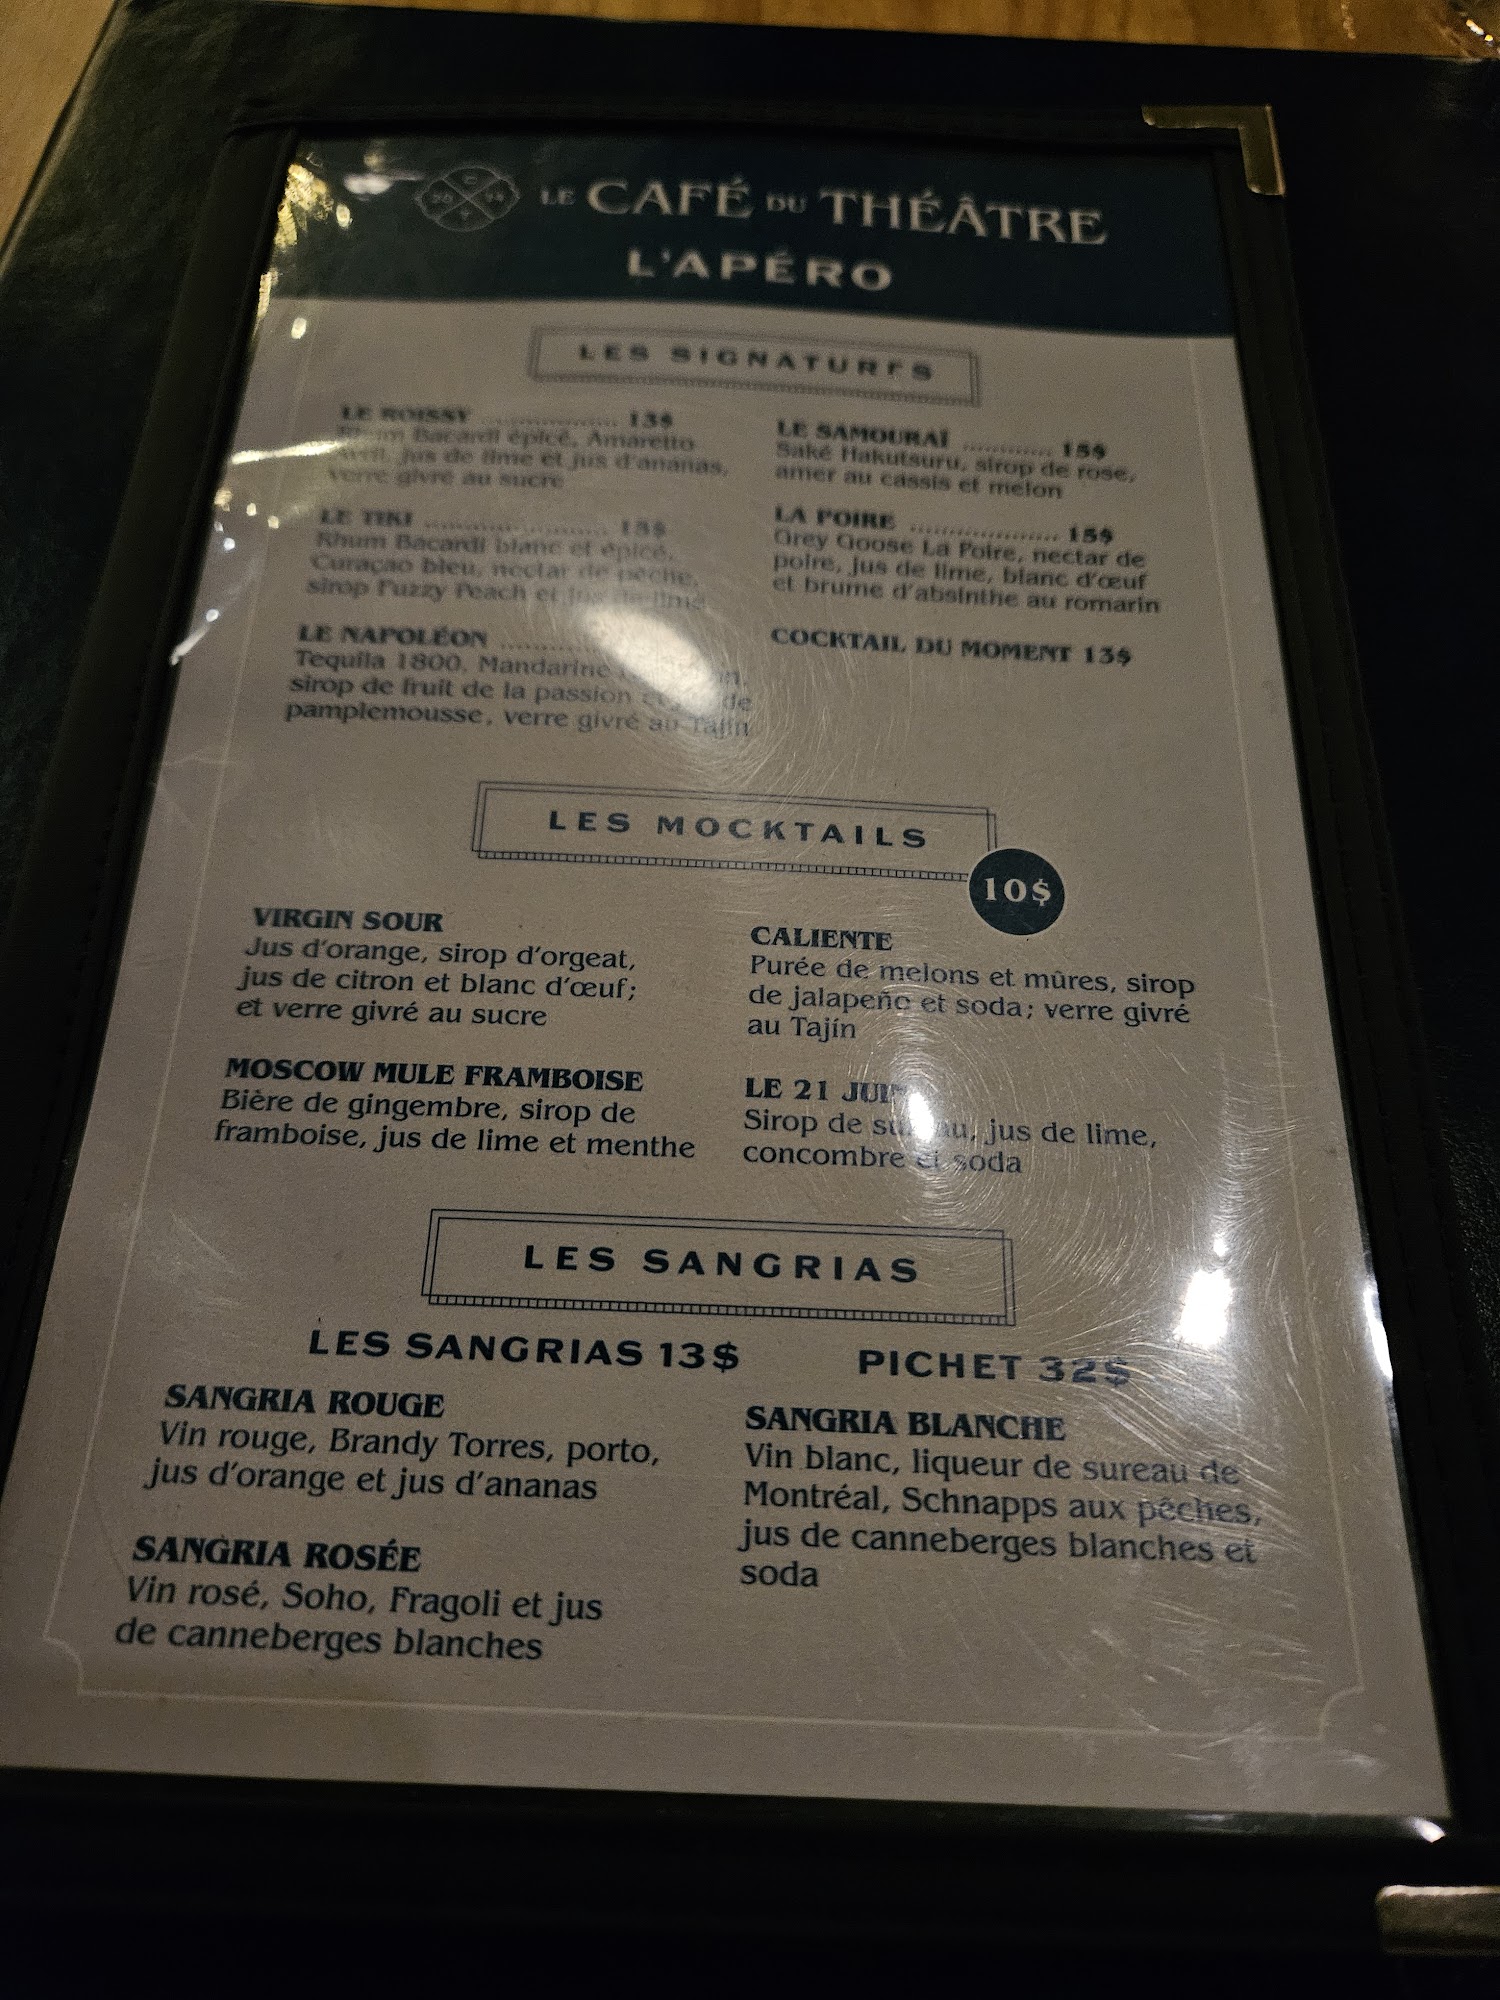 LE CAFÉ DU THÉÂTRE
L'APÉRO
LES SIGNATURES
LE ROISSY .................... 13$
Rhum Bacardi épicé, Amaretto
jus de lime et jus d'ananas,
verre givré au sucre
LE TIKI
Rhum Bacardi blanc et épicé,
Curaçao bleu, nectar de pêche,
sirop Fuzzy Peach et jus de lime
LE NAPOLÉON
Tequila 1800, Mandarine
sirop de fruit de la passion
pamplemousse, verre givré au Tajín
LE SAMOURAÏ ............ 15$
Saké Hakutsuru, sirop de rose,
amer au cassis et melon
LA POIRE .................... 15$
Grey Goose La Poire, nectar de
poire, jus de lime, blanc d'œuf
et brume d'absinthe au romarin
COCKTAIL DU MOMENT 13$
LES MOCKTAILS
10$
VIRGIN SOUR
Jus d'orange, sirop d'orgeat,
jus de citron et blanc d'œuf;
et verre givré au sucre
MOSCOW MULE FRAMBOISE
Bière de gingembre, sirop de
framboise, jus de lime et menthe
CALIENTE
Purée de melons et mûres, sirop
de jalapeño et soda; verre givré
au Tajín
LE 21 JUIN
Sirop de sureau, jus de lime,
concombre et soda
LES SANGRIAS
LES SANGRIAS 13$
PICHET 32$
SANGRIA ROUGE
Vin rouge, Brandy Torres, porto,
jus d'orange et jus d'ananas
SANGRIA ROSÉE
Vin rosé, Soho, Fragoli et jus
de canneberges blanches
SANGRIA BLANCHE
Vin blanc, liqueur de sureau de
Montréal, Schnapps aux pêches,
jus de canneberges blanches et
soda